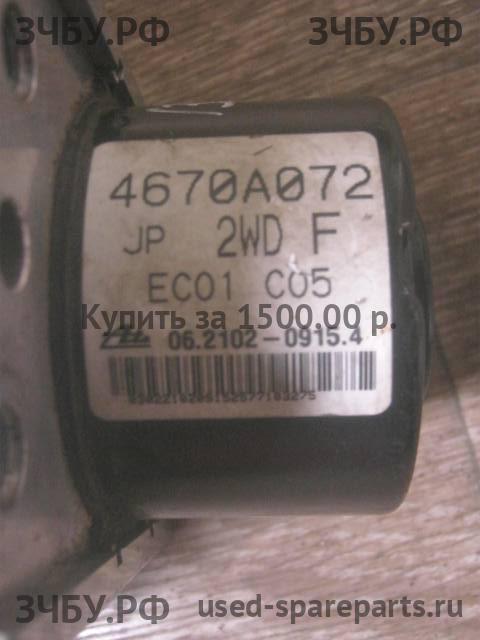 ЗЧБУ.РФ ЗЧБУ.РФ
4670A072
JP 2WD F
EC01 C05
Купить за 1500.00 р.
06.2102-0915.4
ЗЧБУ.РФ used-spareparts.ru